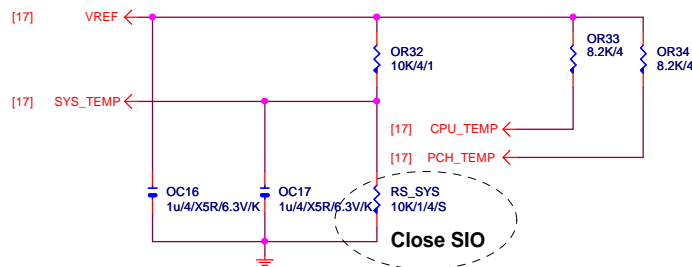 [17] VREF
OR32
10K/4/1
OR33
8.2K/4
OR34
8.2K/4
[17] SYS_TEMP
[17] CPU_TEMP
[17] PCH_TEMP
OC16
1u/4/X5R/6.3V/K
OC17
1u/4/X5R/6.3V/K
RS_SYS
10K/1/4/S
Close SIO